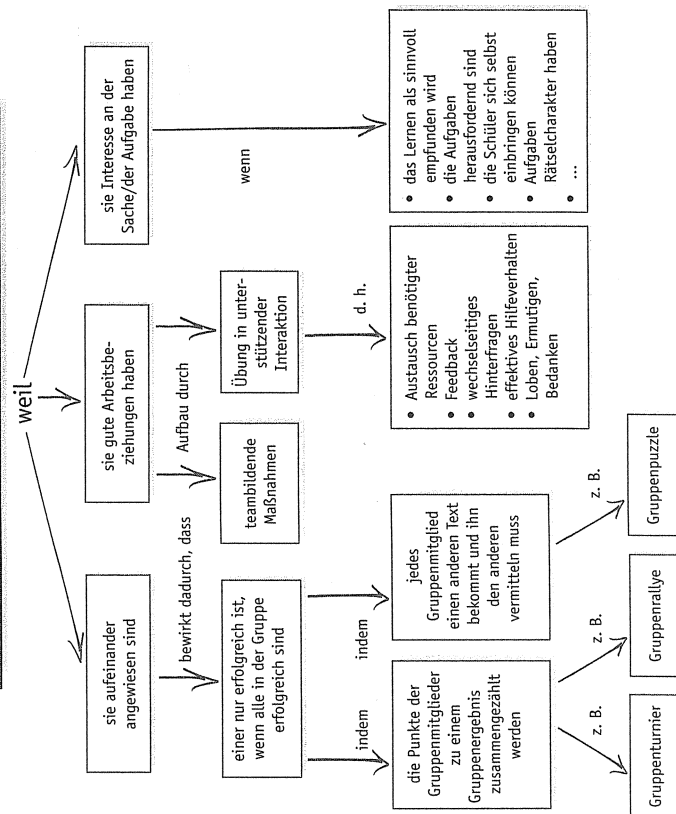 weil
sie aufeinander
angewiesen sind
sie gute Arbeitsbe-
ziehungen haben
sie Interesse an der
Sache/der Aufgabe haben
bewirkt dadurch, dass
Aufbau durch
wenn
einer nur erfolgreich ist,
wenn alle in der Gruppe
erfolgreich sind
teambildende
Maßnahmen
Übung in unter-
stützender
Interaktion
indem
indem
d. h.
die Punkte der
Gruppenmitglieder
zu einem
Gruppenergebnis
zusammengezählt
werden
jedes
Gruppenmitglied
einen anderen Text
bekommt und ihn
den anderen
vermitteln muss
• Austausch benötigter
Ressourcen
• Feedback
• wechselseitiges
Hinterfragen
• effektives Hilfeverhalten
• Loben, Ermutigen,
Bedanken
• das Lernen als sinnvoll
empfunden wird
• die Aufgaben
herausfordernd sind
• die Schüler sich selbst
einbringen können
• Aufgaben
Rätselcharakter haben
• ...
z. B.
z. B.
z. B.
Gruppenturnier
Gruppenrallye
Gruppenpuzzle